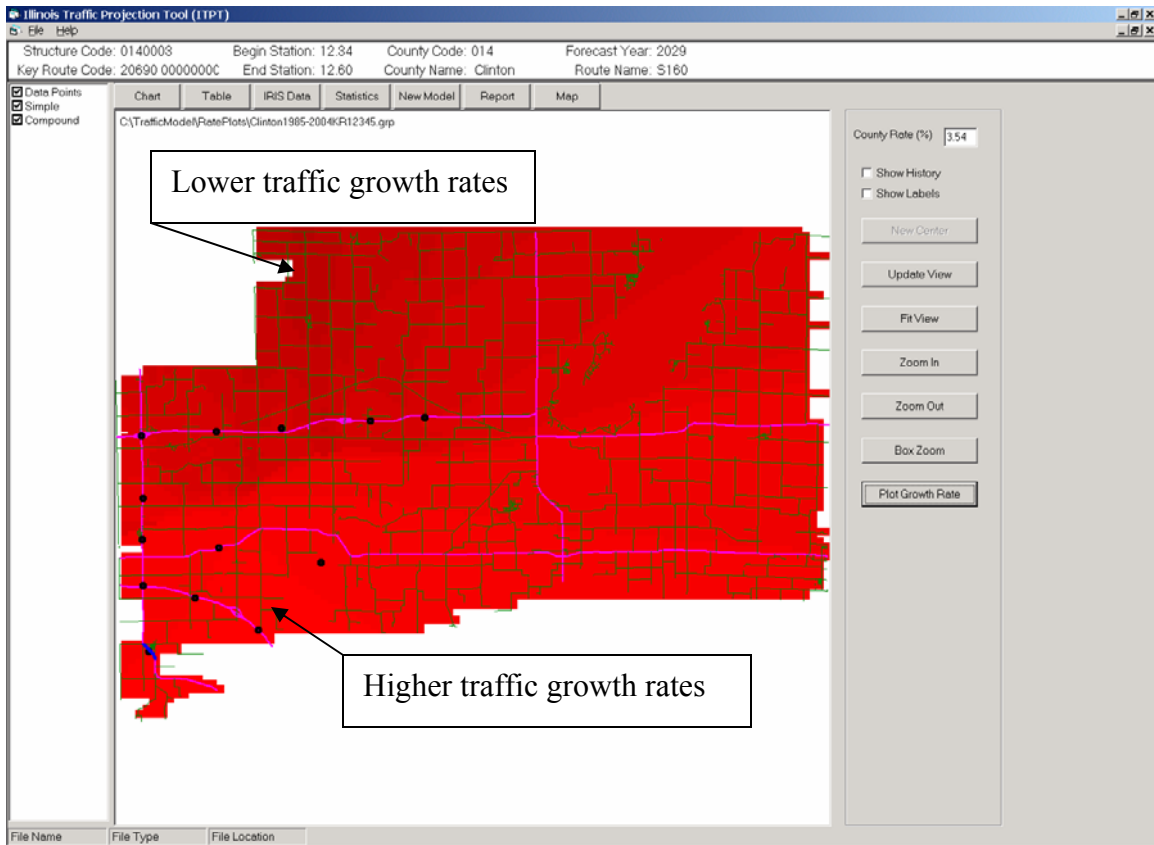 Illinois Traffic Projection Tool (ITPT)
File Help
Structure Code: 0140003 Begin Station: 12.34 County Code: 014 Forecast Year: 2029
Key Route Code: 20690 0000000C End Station: 12.60 County Name: Clinton Route Name: S160
Data Points
Simple
Compound
Chart Table IRIS Data Statistics New Model Report Map
C:\TrafficModel\RatePlots\Clinton1985-2004KR12345.grp
Lower traffic growth rates
Higher traffic growth rates
County Rate (%) 3.54
Show History
Show Labels
New Center
Update View
Fit View
Zoom In
Zoom Out
Box Zoom
Plot Growth Rate
File Name File Type File Location